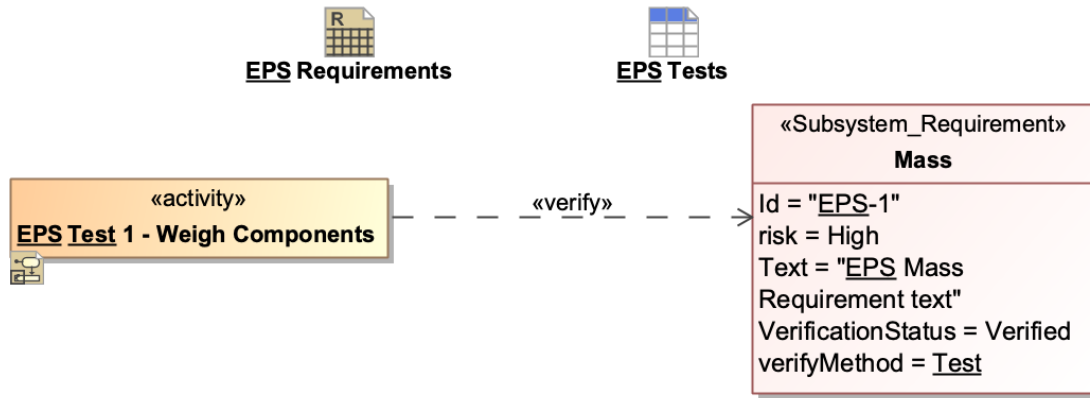 R
EPS Requirements
EPS Tests
«activity»
EPS Test 1 - Weigh Components
«verify»
«Subsystem_Requirement»
Mass
Id = "EPS-1"
risk = High
Text = "EPS Mass
Requirement text"
VerificationStatus = Verified
verifyMethod = Test